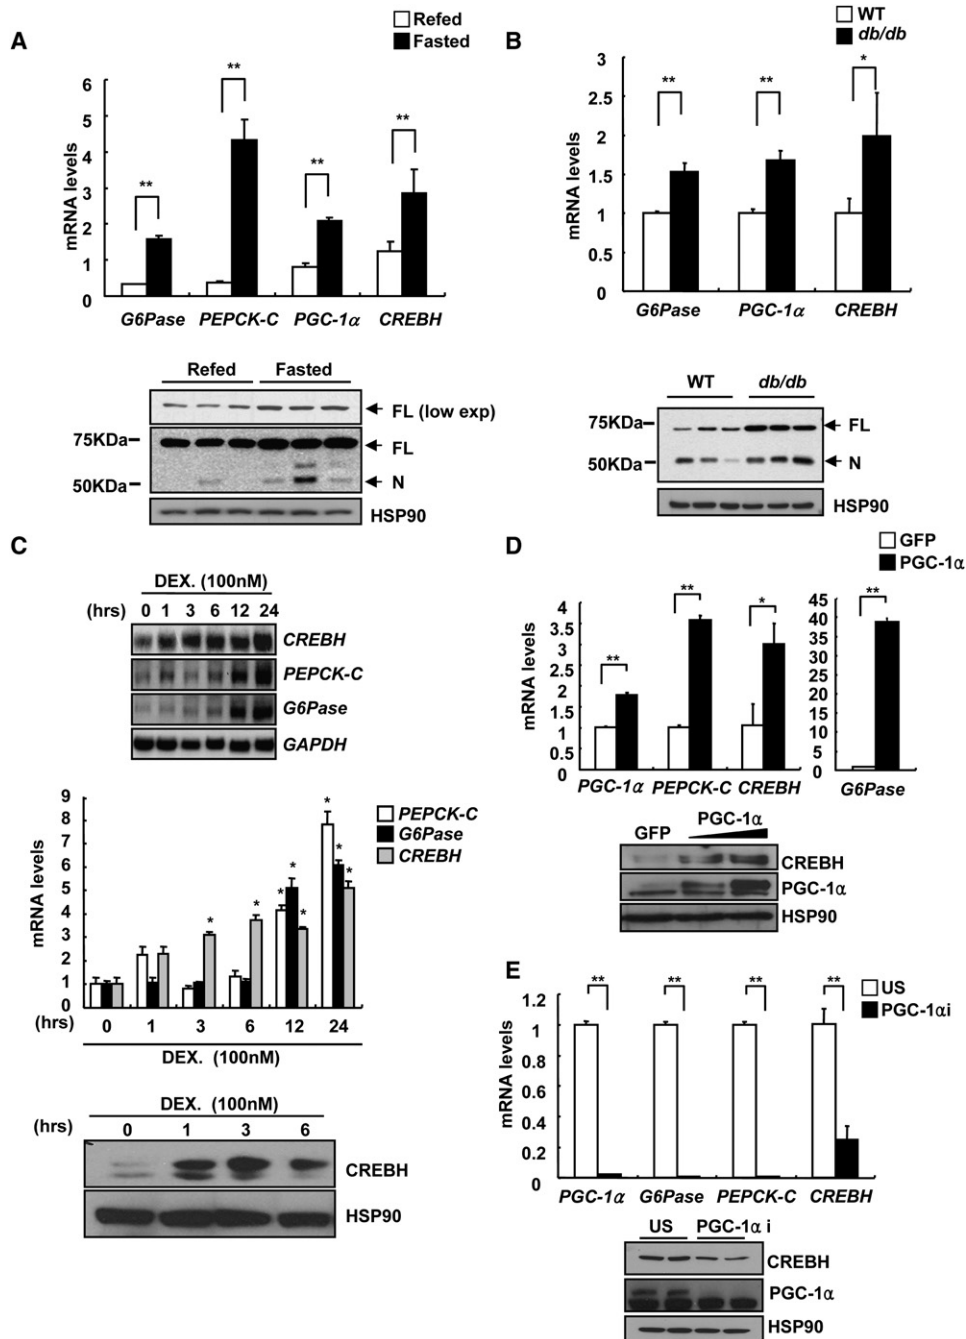 A
Refed
Fasted
mRNA levels
6
5
4
3
2
1
0
**
**
**
**
G6Pase PEPCK-C PGC-1α CREBH
Refed Fasted
FL (low exp)
75KDa
FL
50KDa
N
HSP90
B
WT
db/db
mRNA levels
3
2.5
2
1.5
1
0.5
0
**
**
*
G6Pase PGC-1α CREBH
WT db/db
75KDa
FL
50KDa
N
HSP90
C
DEX. (100nM)
(hrs) 0 1 3 6 12 24
CREBH
PEPCK-C
G6Pase
GAPDH
mRNA levels
9
8
7
6
5
4
3
2
1
0
PEPCK-C
G6Pase
CREBH
*
*
*
*
*
*
*
*
(hrs) 0 1 3 6 12 24
DEX. (100nM)
DEX. (100nM)
(hrs) 0 1 3 6
CREBH
HSP90
D
GFP
PGC-1α
mRNA levels
4
3.5
3
2.5
2
1.5
1
0.5
0
**
**
*
PGC-1α PEPCK-C CREBH
45
40
35
30
25
20
15
10
5
0
**
G6Pase
GFP PGC-1α
CREBH
PGC-1α
HSP90
E
US
PGC-1αi
mRNA levels
1.2
1
0.8
0.6
0.4
0.2
0
**
**
**
**
PGC-1α G6Pase PEPCK-C CREBH
US PGC-1α i
CREBH
PGC-1α
HSP90